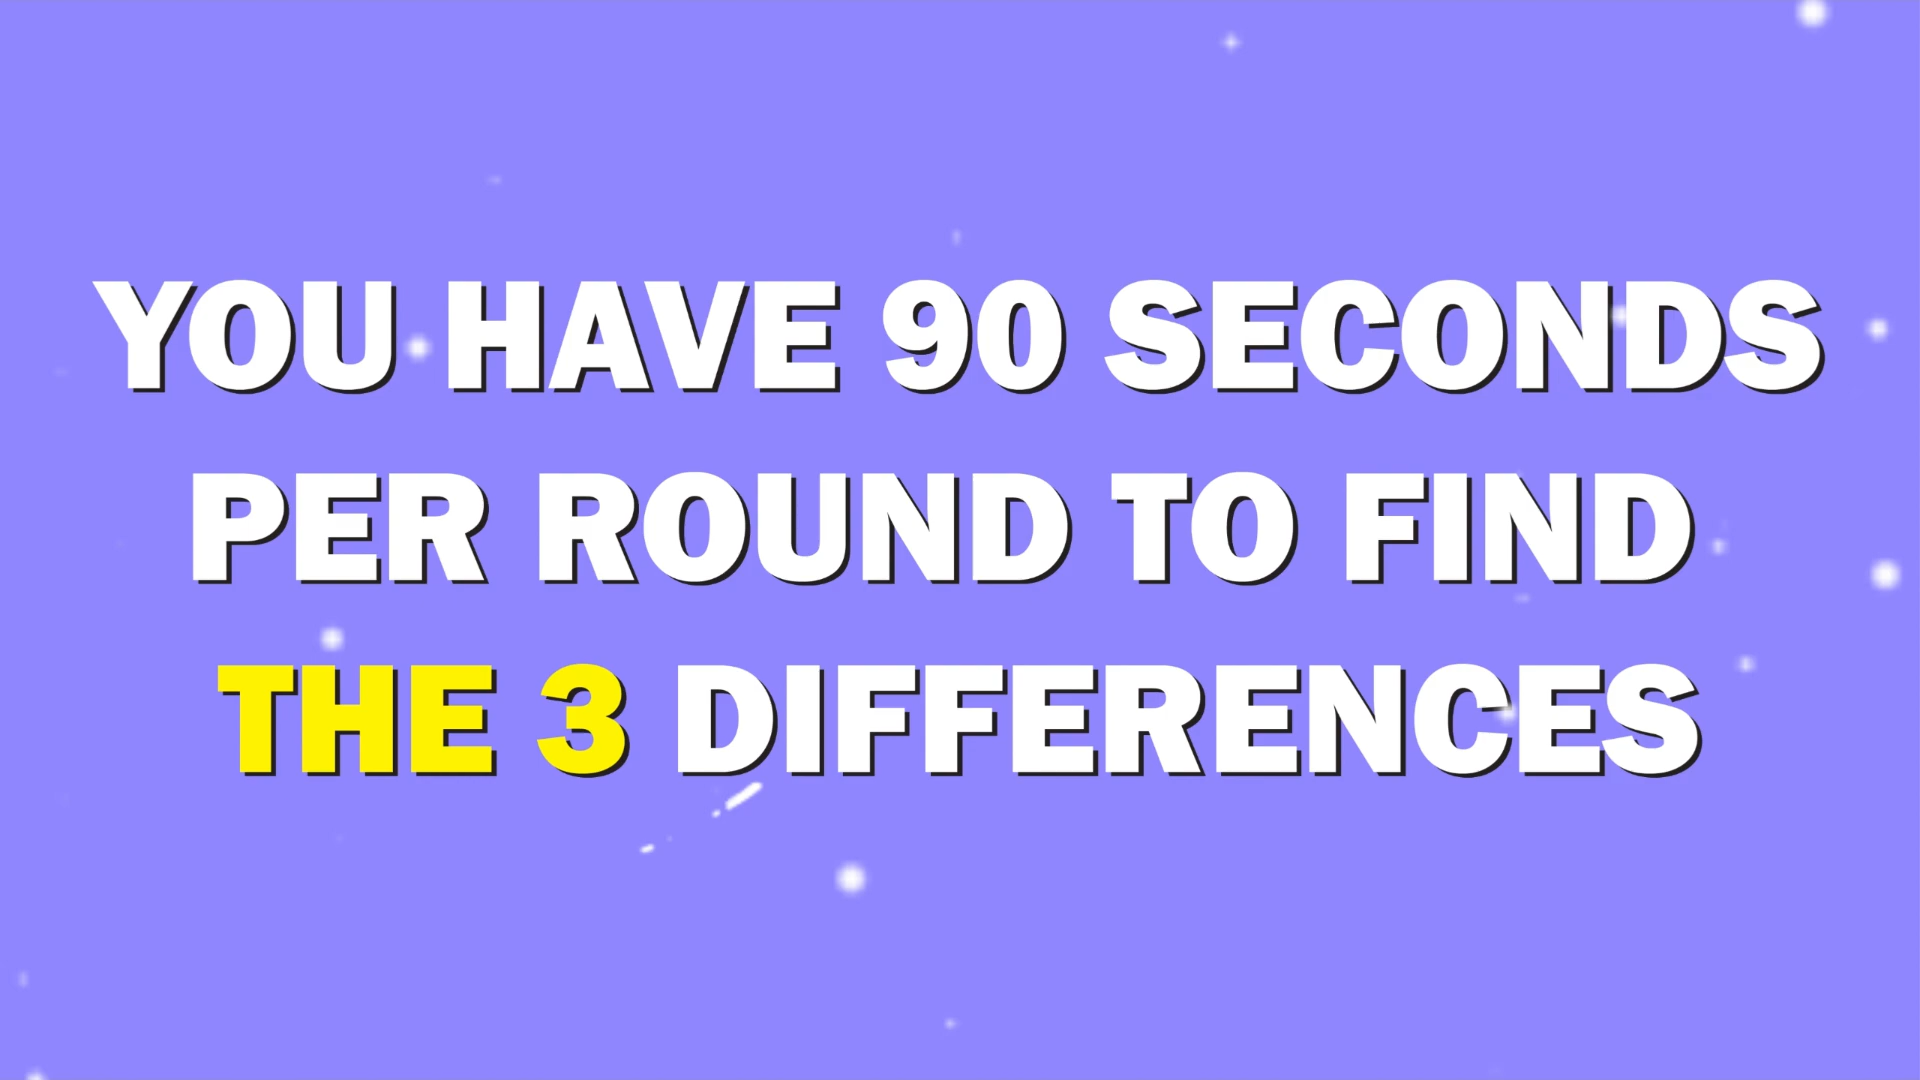 YOU HAVE 90 SECONDS
PER ROUND TO FIND
THE 3 DIFFERENCES